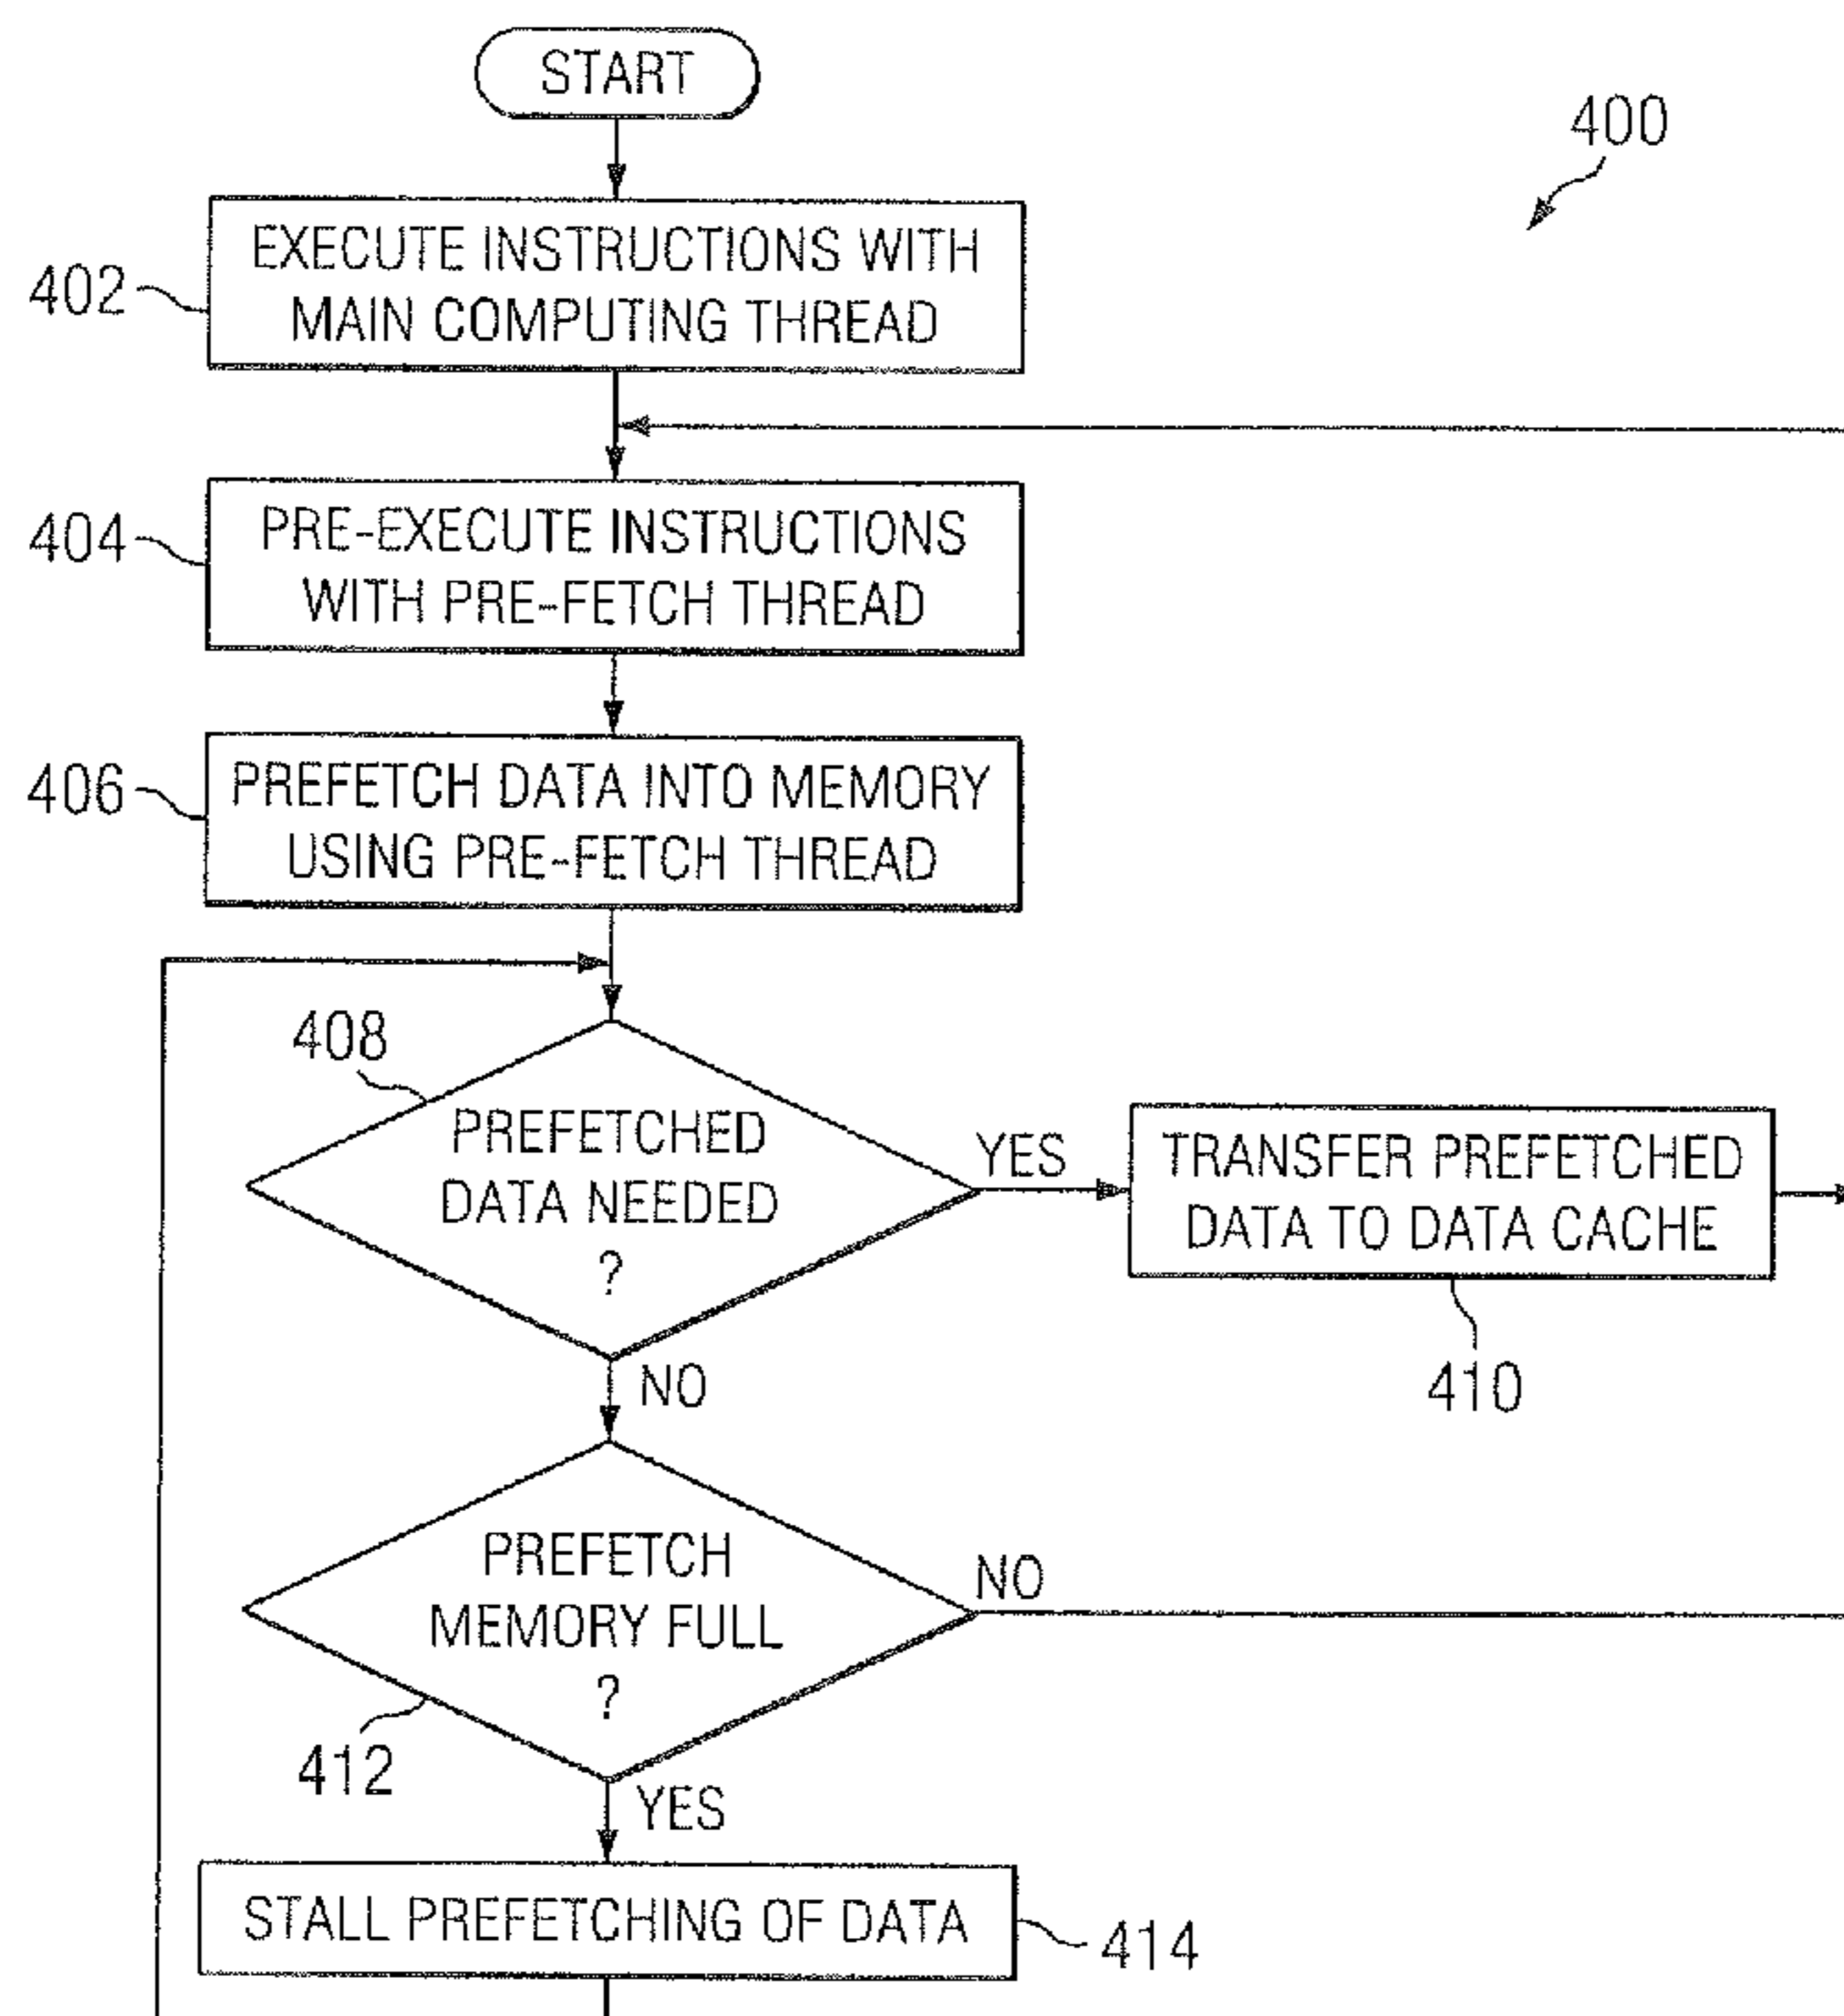 START
400
EXECUTE INSTRUCTIONS WITH
MAIN COMPUTING THREAD
402
PRE-EXECUTE INSTRUCTIONS
WITH PRE-FETCH THREAD
404
PREFETCH DATA INTO MEMORY
USING PRE-FETCH THREAD
406
408
PREFETCHED
DATA NEEDED
?
YES
TRANSFER PREFETCHED
DATA TO DATA CACHE
410
NO
PREFETCH
MEMORY FULL
?
NO
412
YES
STALL PREFETCHING OF DATA
414